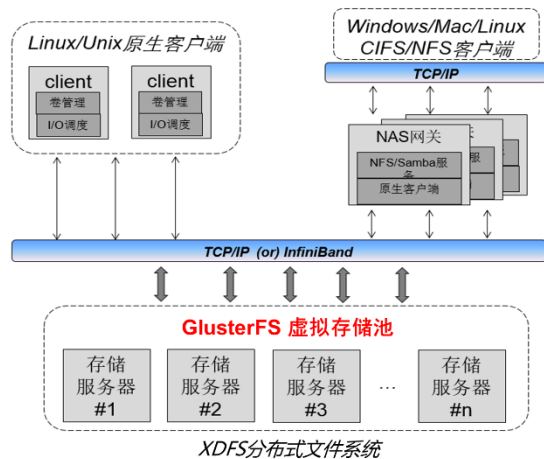 Linux/Unix原生客户端
client
卷管理
I/O调度
client
卷管理
I/O调度
Windows/Mac/Linux
CIFS/NFS客户端
TCP/IP
NAS网关
NFS/Samba服
务
原生客户端
关
服
TCP/IP (or) InfiniBand
GlusterFS 虚拟存储池
存储
服务器
#1
存储
服务器
#2
存储
服务器
#3
...
存储
服务器
#n
XDFS分布式文件系统